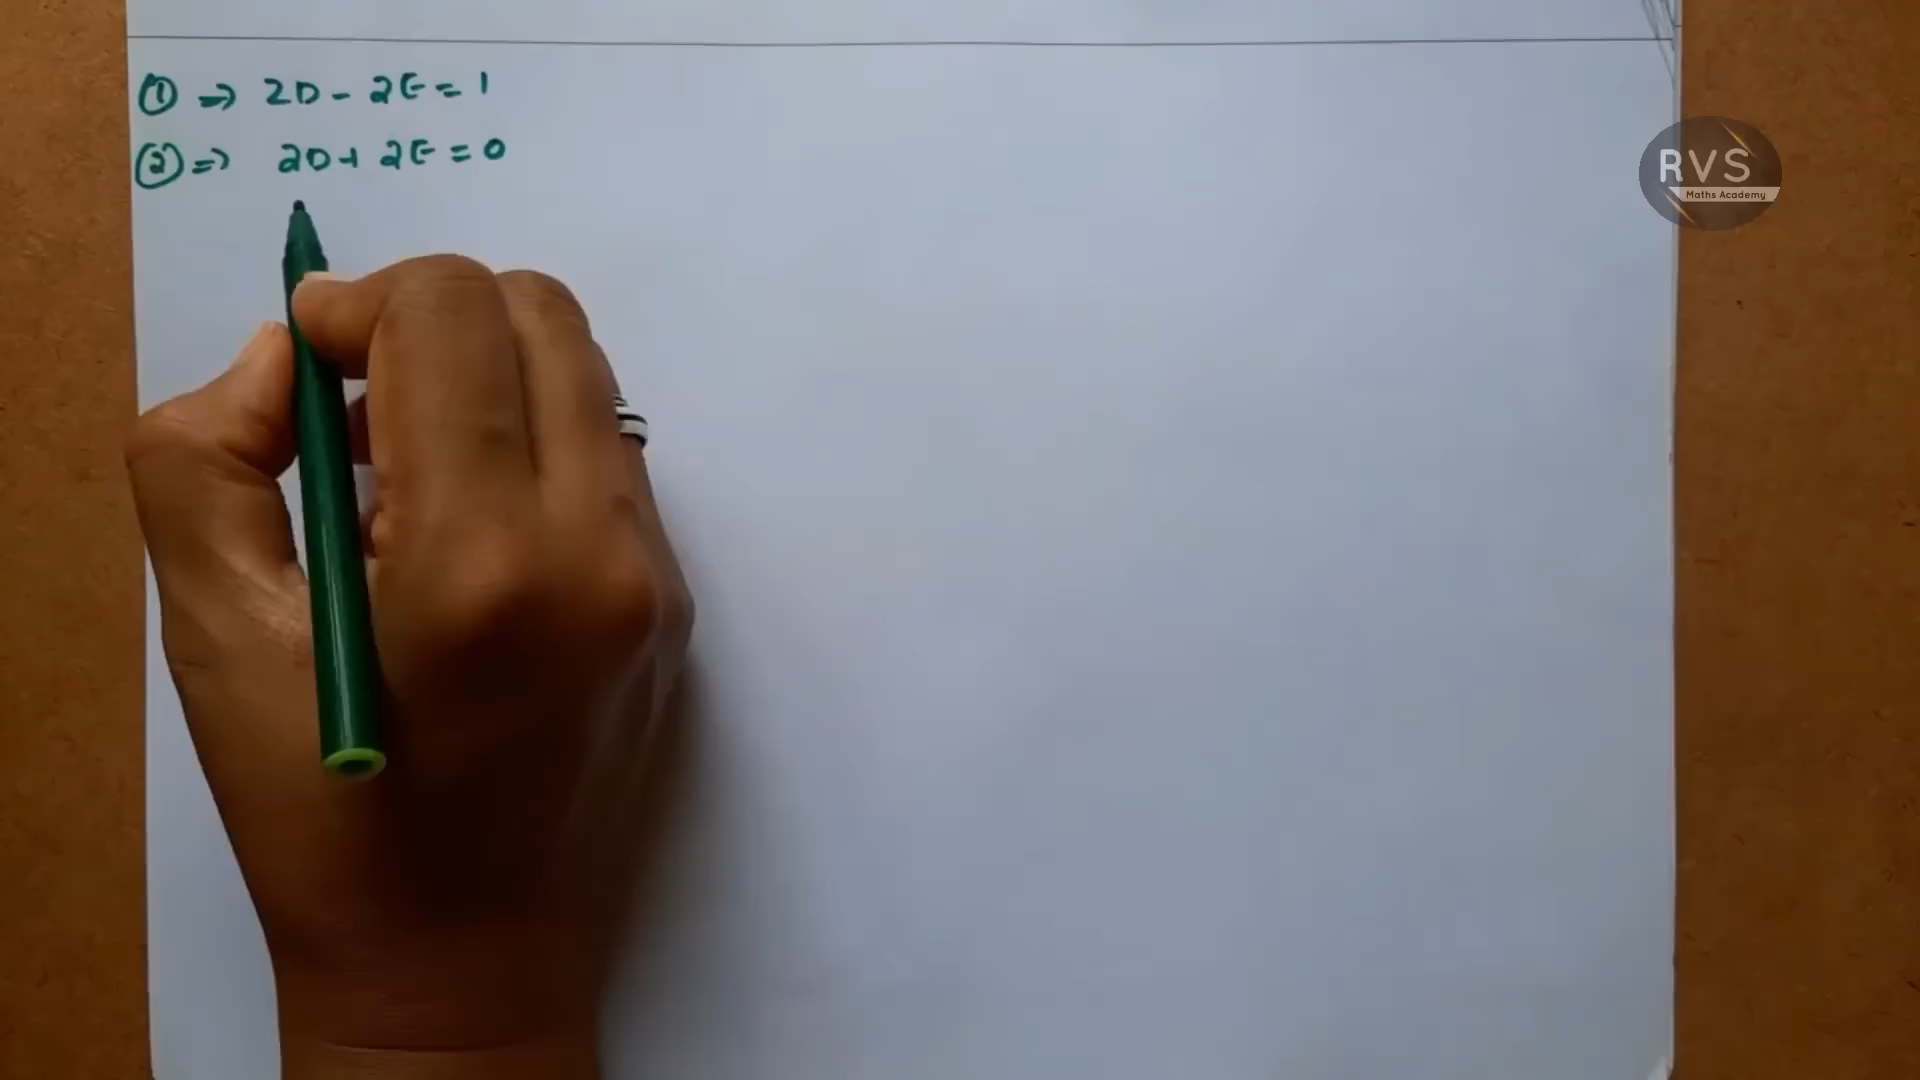 ① => 2D - 2E = 1
② => 2D + 2E = 0
RVS
Maths Academy